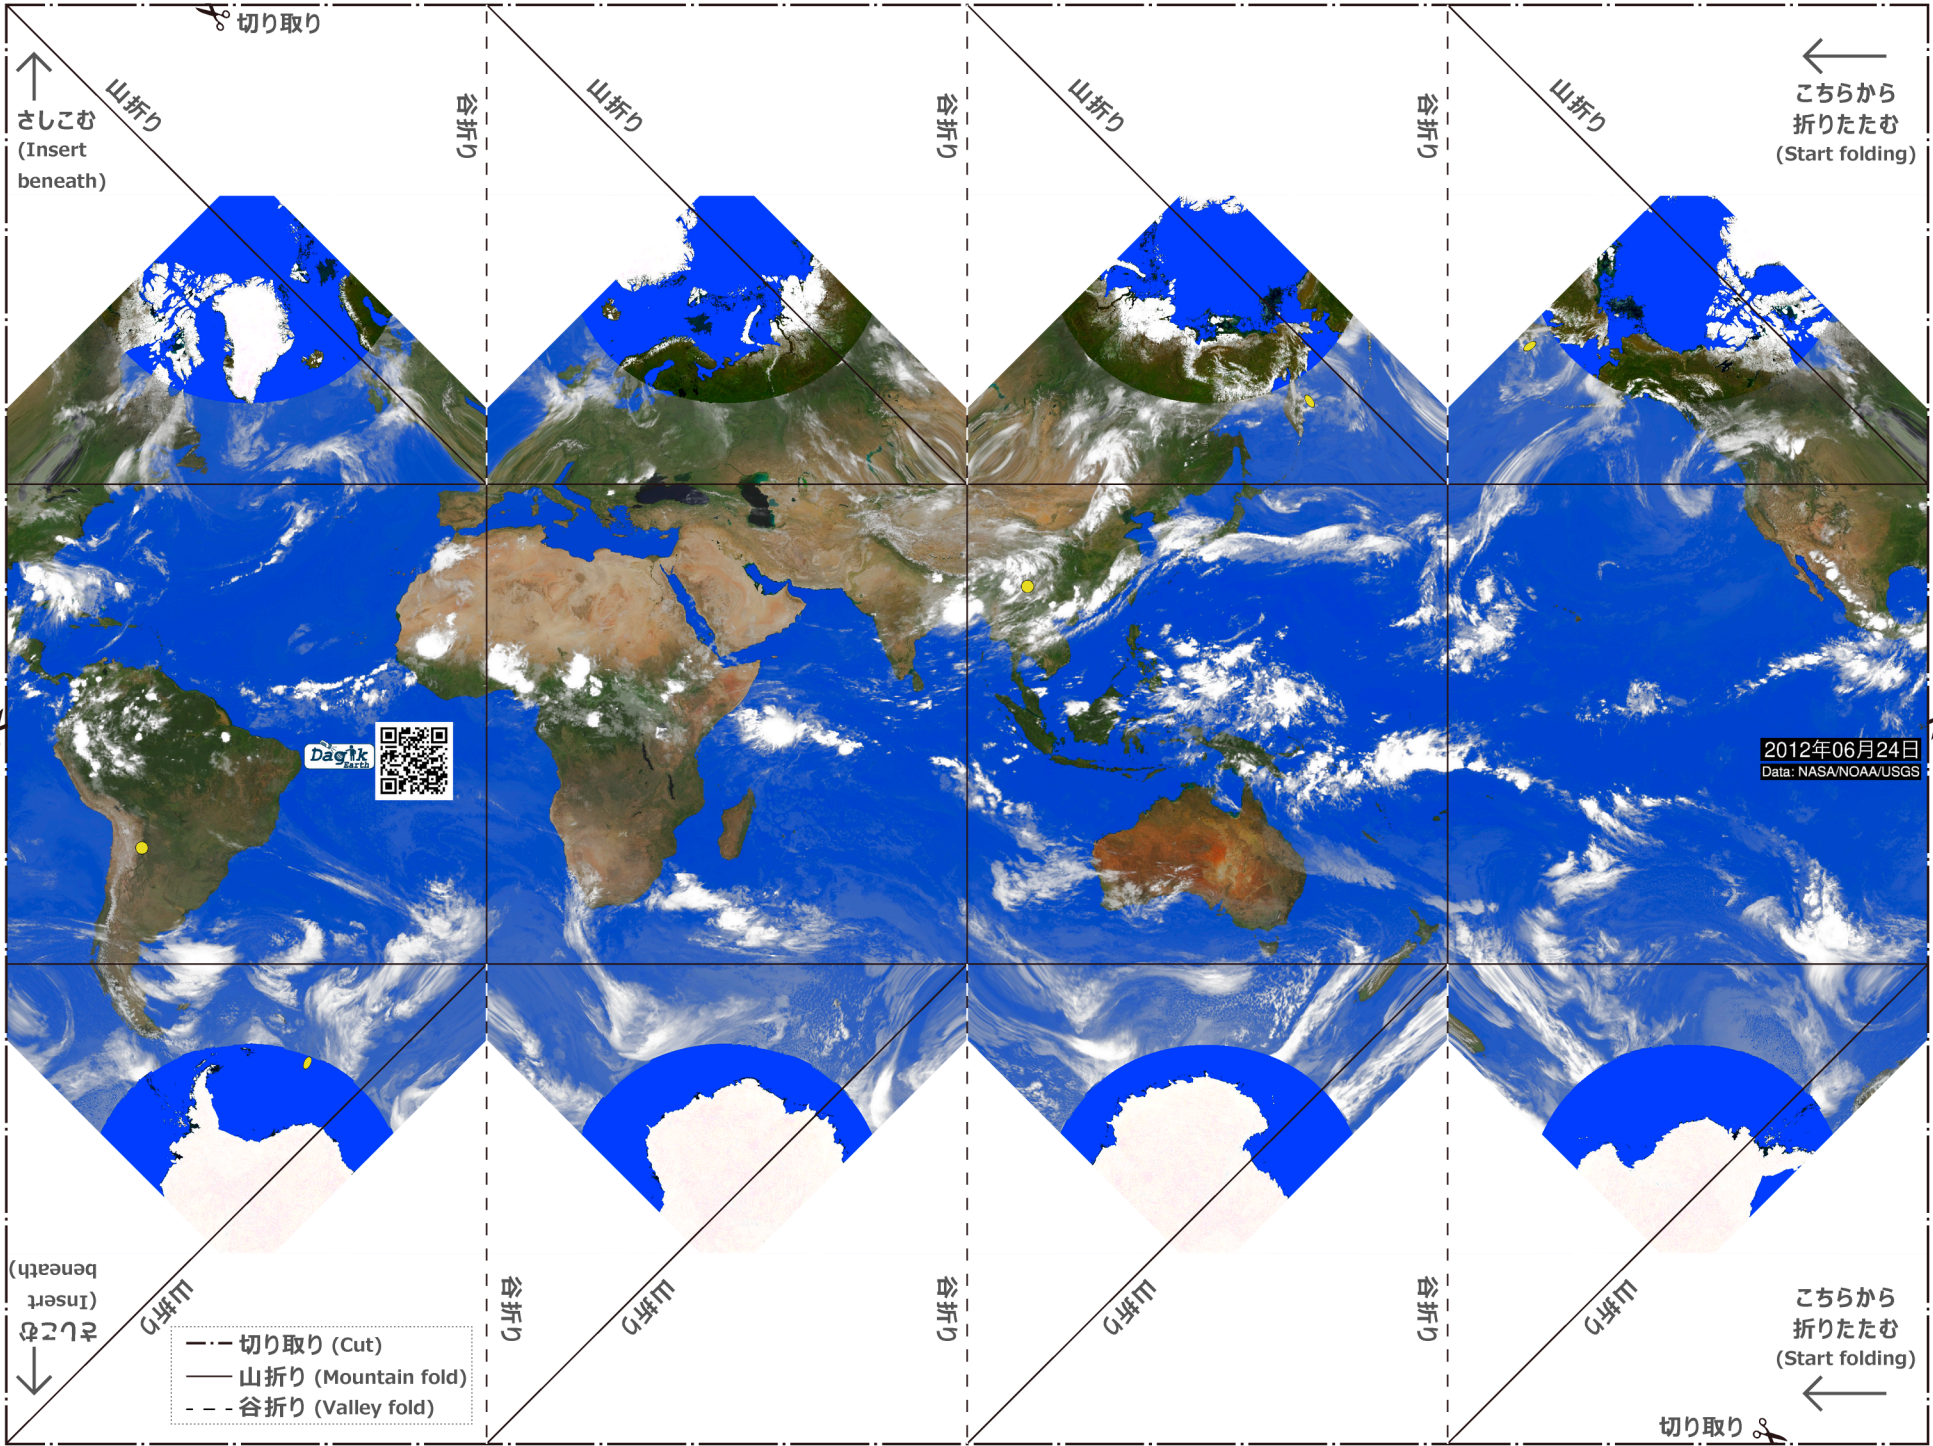 切り取り
山折り
谷折り
山折り
谷折り
山折り
谷折り
山折り
さしこむ
(Insert
beneath)
こちらから
折りたたむ
(Start folding)
Dagik
Earth
2012年06月24日
Data: NASA/NOAA/USGS
さしこむ
(Insert
beneath)
山折り
谷折り
山折り
谷折り
山折り
谷折り
山折り
こちらから
折りたたむ
(Start folding)
切り取り (Cut)
山折り (Mountain fold)
谷折り (Valley fold)
切り取り